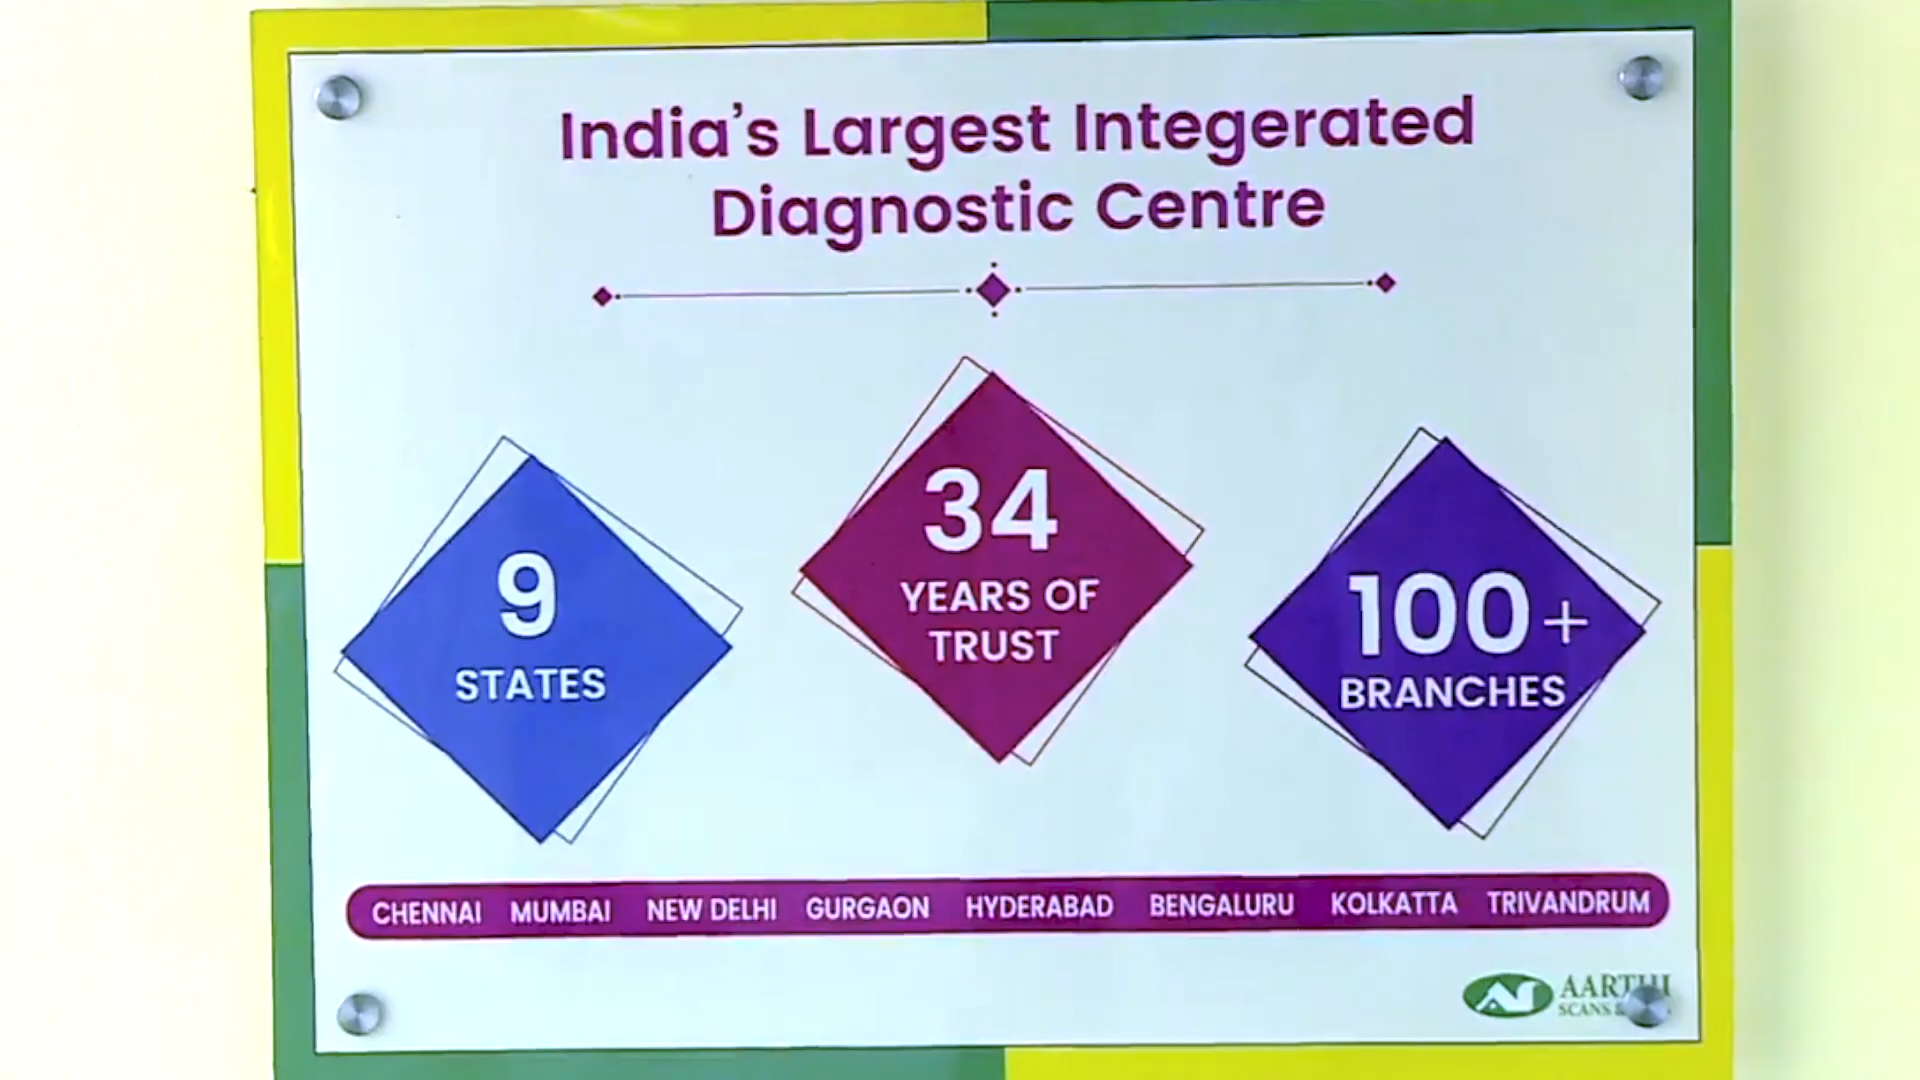 India's Largest Integerated
Diagnostic Centre
9
STATES
34
YEARS OF
TRUST
100+
BRANCHES
CHENNAI MUMBAI NEW DELHI GURGAON HYDERABAD BENGALURU KOLKATTA TRIVANDRUM
AARTHI
SCANS